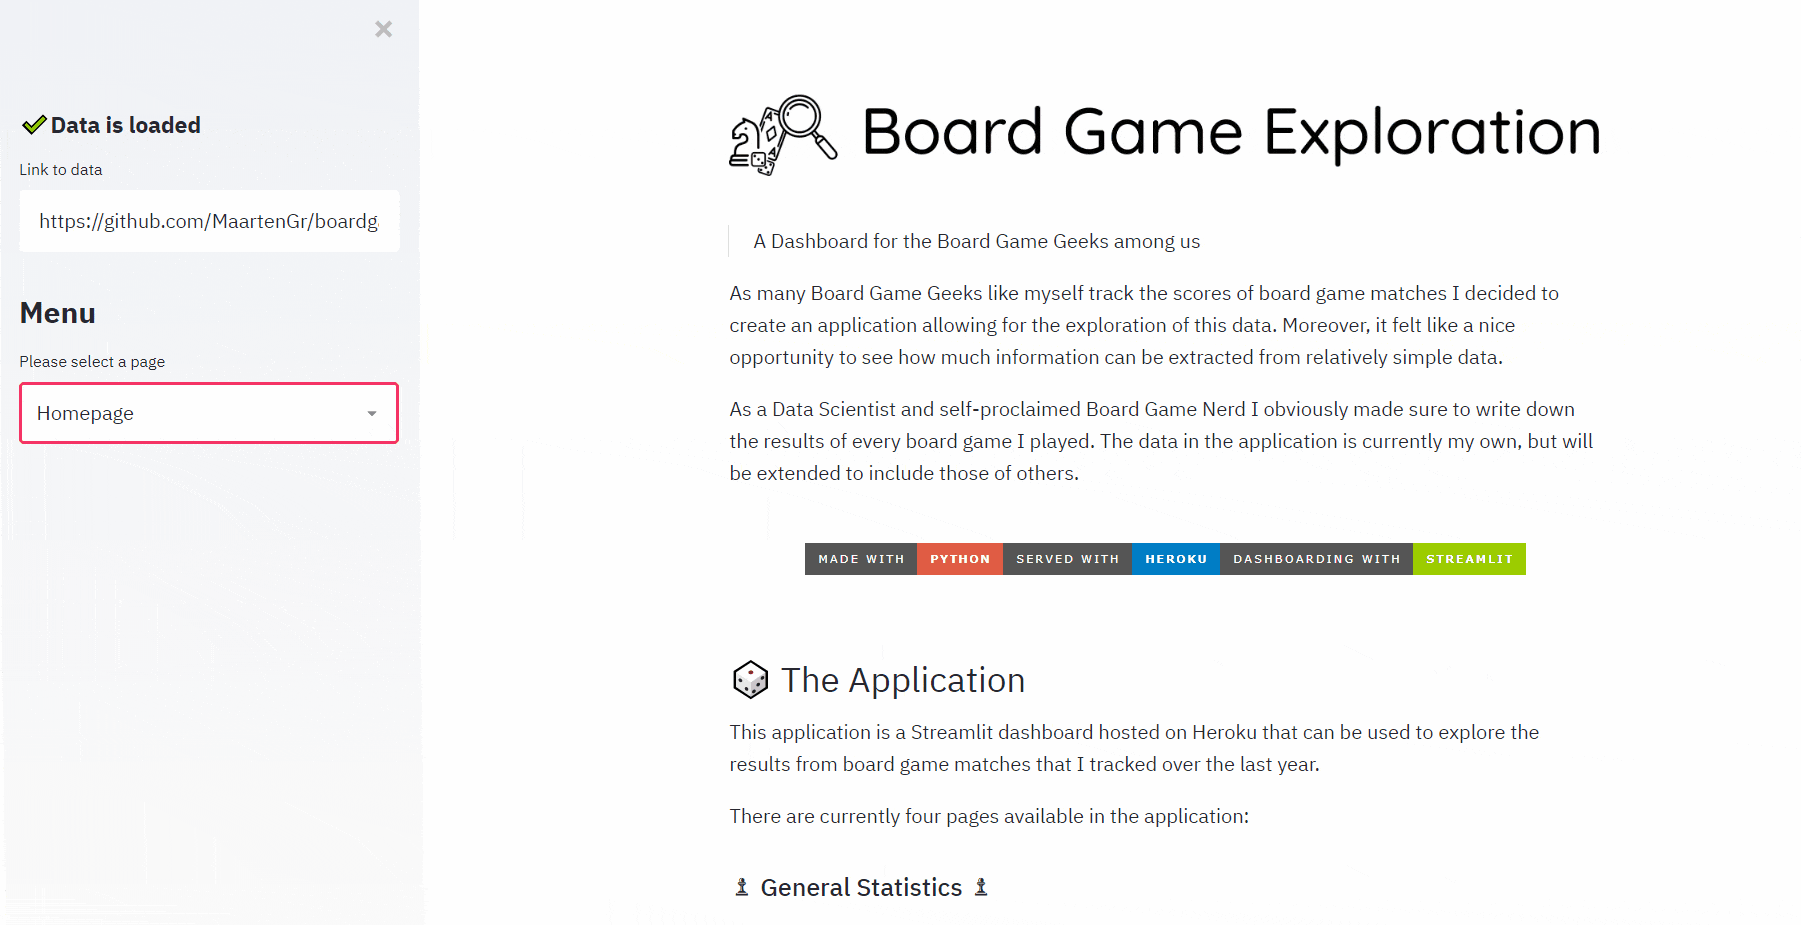 Data is loaded
Link to data
https://github.com/MaartenGr/boardg
Menu
Please select a page
Homepage
Board Game Exploration
A Dashboard for the Board Game Geeks among us
As many Board Game Geeks like myself track the scores of board game matches I decided to
create an application allowing for the exploration of this data. Moreover, it felt like a nice
opportunity to see how much information can be extracted from relatively simple data.
As a Data Scientist and self-proclaimed Board Game Nerd I obviously made sure to write down
the results of every board game I played. The data in the application is currently my own, but will
be extended to include those of others.
MADE WITH PYTHON SERVED WITH HEROKU DASHBOARDING WITH STREAMLIT
The Application
This application is a Streamlit dashboard hosted on Heroku that can be used to explore the
results from board game matches that I tracked over the last year.
There are currently four pages available in the application:
General Statistics